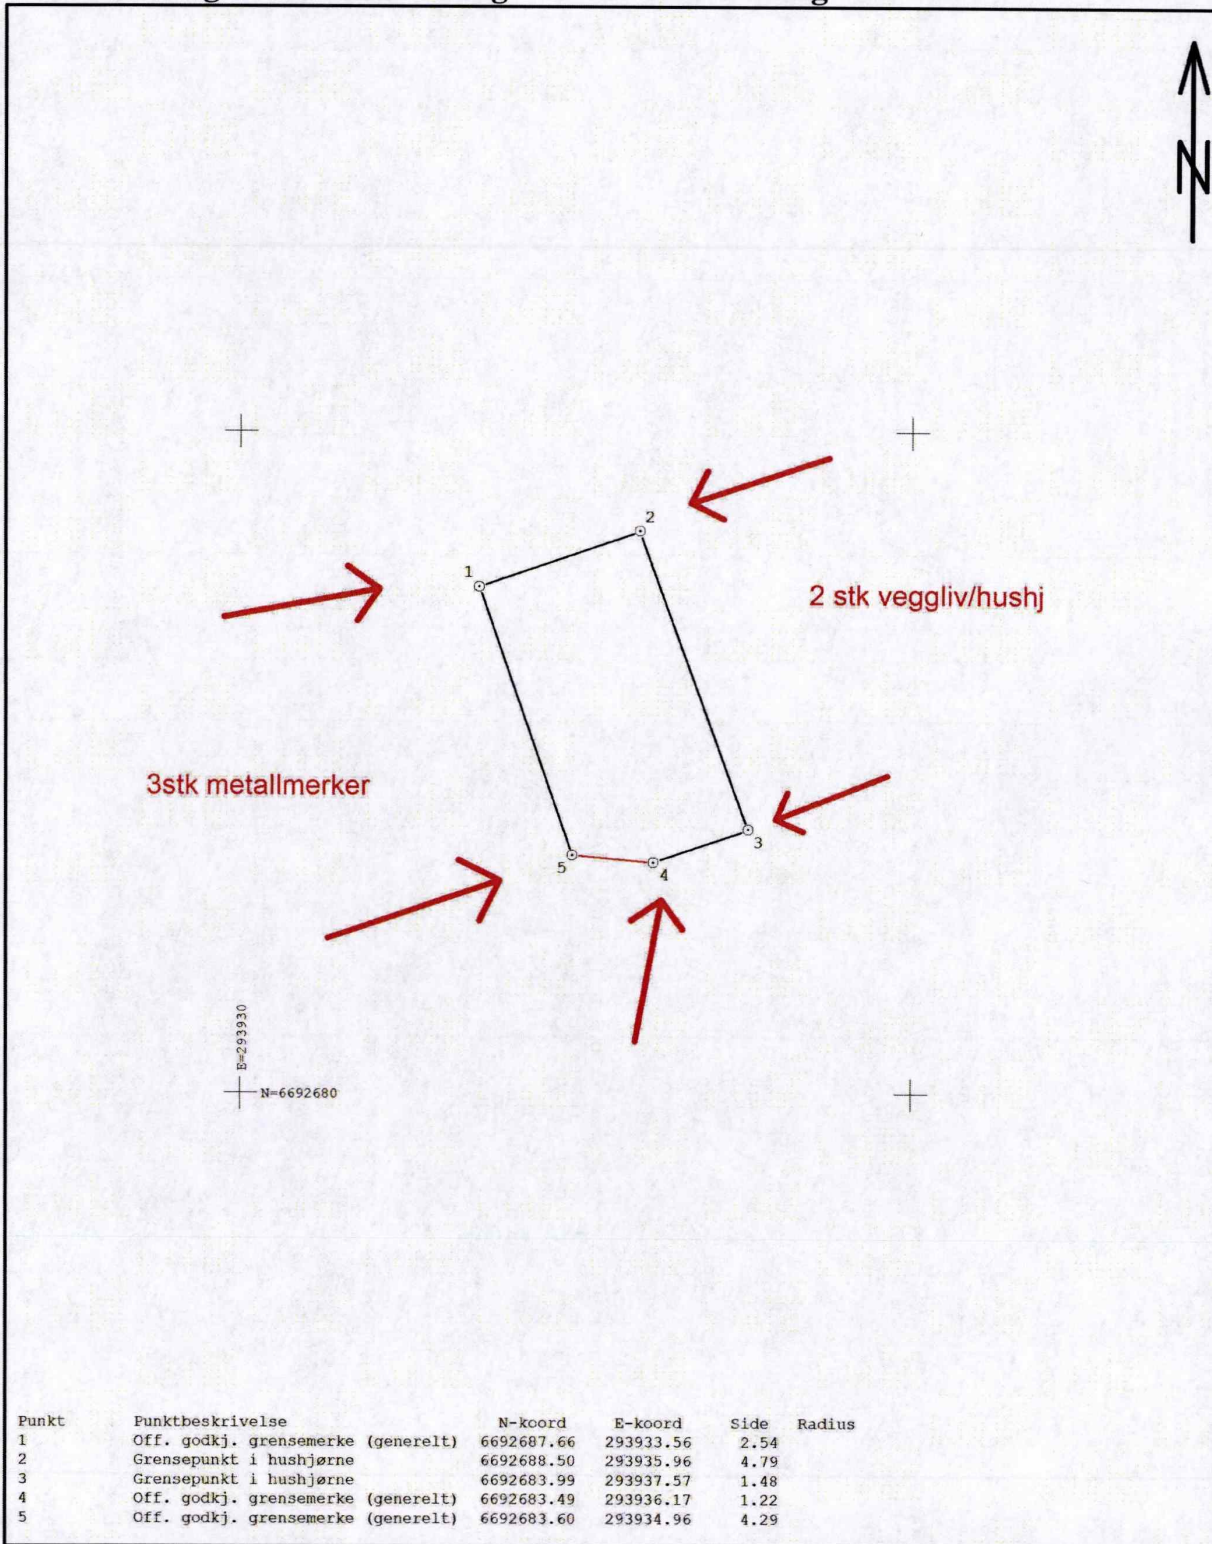 N
2
1
2 stk veggliv/hushj
3stk metallmerker
3
5
4
E=293930
N=6692680
Punkt Punktbeskrivelse N-koord E-koord Side Radius
1 Off. godkj. grensemerke (generelt) 6692687.66 293933.56 2.54
2 Grensepunkt i hushjørne 6692688.50 293935.96 4.79
3 Grensepunkt i hushjørne 6692683.99 293937.57 1.48
4 Off. godkj. grensemerke (generelt) 6692683.49 293936.17 1.22
5 Off. godkj. grensemerke (generelt) 6692683.60 293934.96 4.29